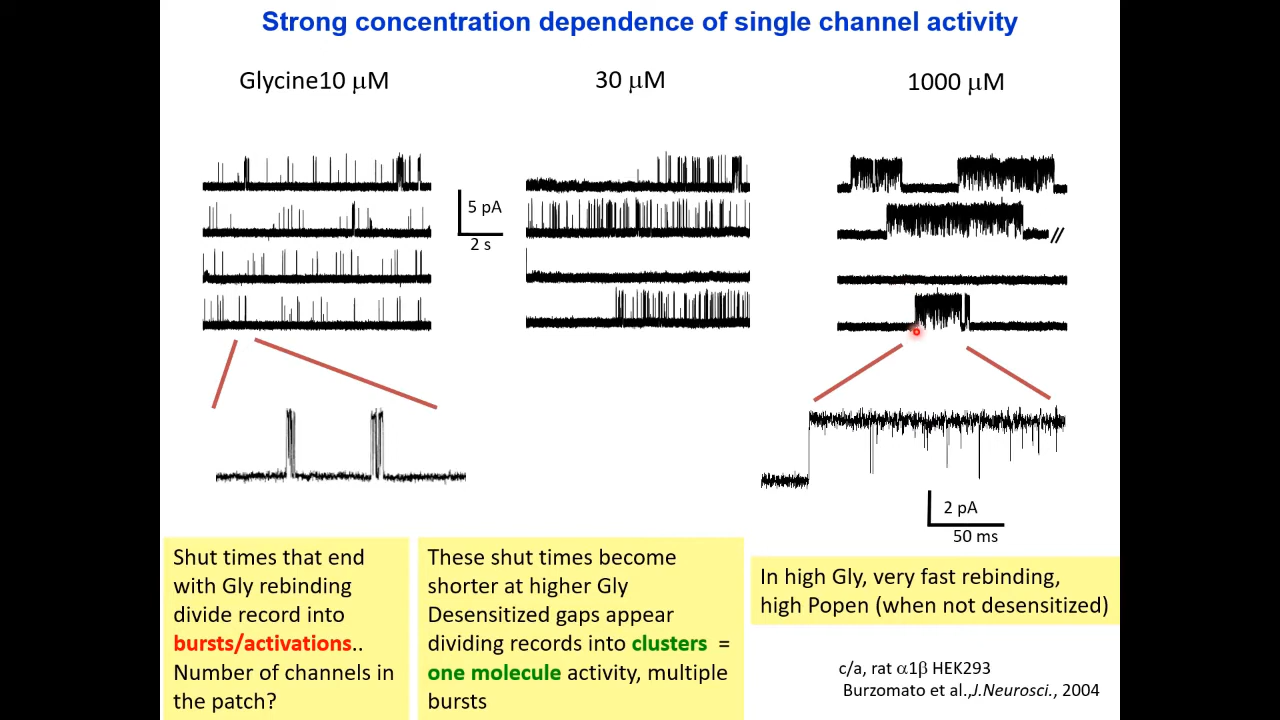 Strong concentration dependence of single channel activity
Glycine10 μM
30 μM
1000 μM
5 pA
2 s
//
2 pA
50 ms
Shut times that end
with Gly rebinding
divide record into
bursts/activations..
Number of channels in
the patch?
These shut times become
shorter at higher Gly
Desensitized gaps appear
dividing records into clusters =
one molecule activity, multiple
bursts
In high Gly, very fast rebinding,
high Popen (when not desensitized)
c/a, rat α1β HEK293
Burzomato et al.,J.Neurosci., 2004